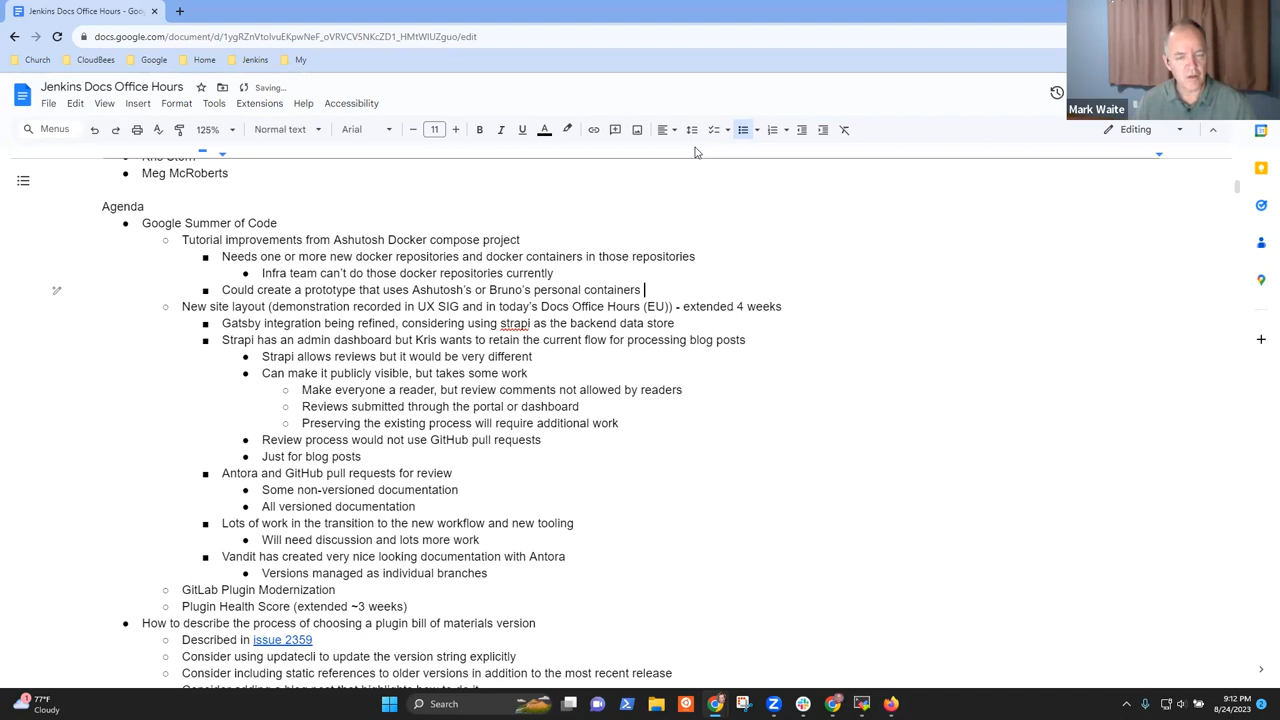 Jenkins Docs Office Hours - G
docs.google.com/document/d/1ygRZnVtoIvuEKpwNeF_oVRVCV5NKcZD1_HMtWIUZguo/edit
Church CloudBees Google Home Jenkins My
Jenkins Docs Office Hours Saving...
File Edit View Insert Format Tools Extensions Help Accessibility
Mark Waite
Menus 125% Normal text Arial 11 B I U A Editing
Meg McRoberts
Agenda
Google Summer of Code
Tutorial improvements from Ashutosh Docker compose project
Needs one or more new docker repositories and docker containers in those repositories
Infra team can't do those docker repositories currently
Could create a prototype that uses Ashutosh's or Bruno's personal containers
New site layout (demonstration recorded in UX SIG and in today's Docs Office Hours (EU)) - extended 4 weeks
Gatsby integration being refined, considering using strapi as the backend data store
Strapi has an admin dashboard but Kris wants to retain the current flow for processing blog posts
Strapi allows reviews but it would be very different
Can make it publicly visible, but takes some work
Make everyone a reader, but review comments not allowed by readers
Reviews submitted through the portal or dashboard
Preserving the existing process will require additional work
Review process would not use GitHub pull requests
Just for blog posts
Antora and GitHub pull requests for review
Some non-versioned documentation
All versioned documentation
Lots of work in the transition to the new workflow and new tooling
Will need discussion and lots more work
Vandit has created very nice looking documentation with Antora
Versions managed as individual branches
GitLab Plugin Modernization
Plugin Health Score (extended ~3 weeks)
How to describe the process of choosing a plugin bill of materials version
Described in issue 2359
Consider using updatecli to update the version string explicitly
Consider including static references to older versions in addition to the most recent release
77°F
Cloudy
Search
9:12 PM
8/24/2023